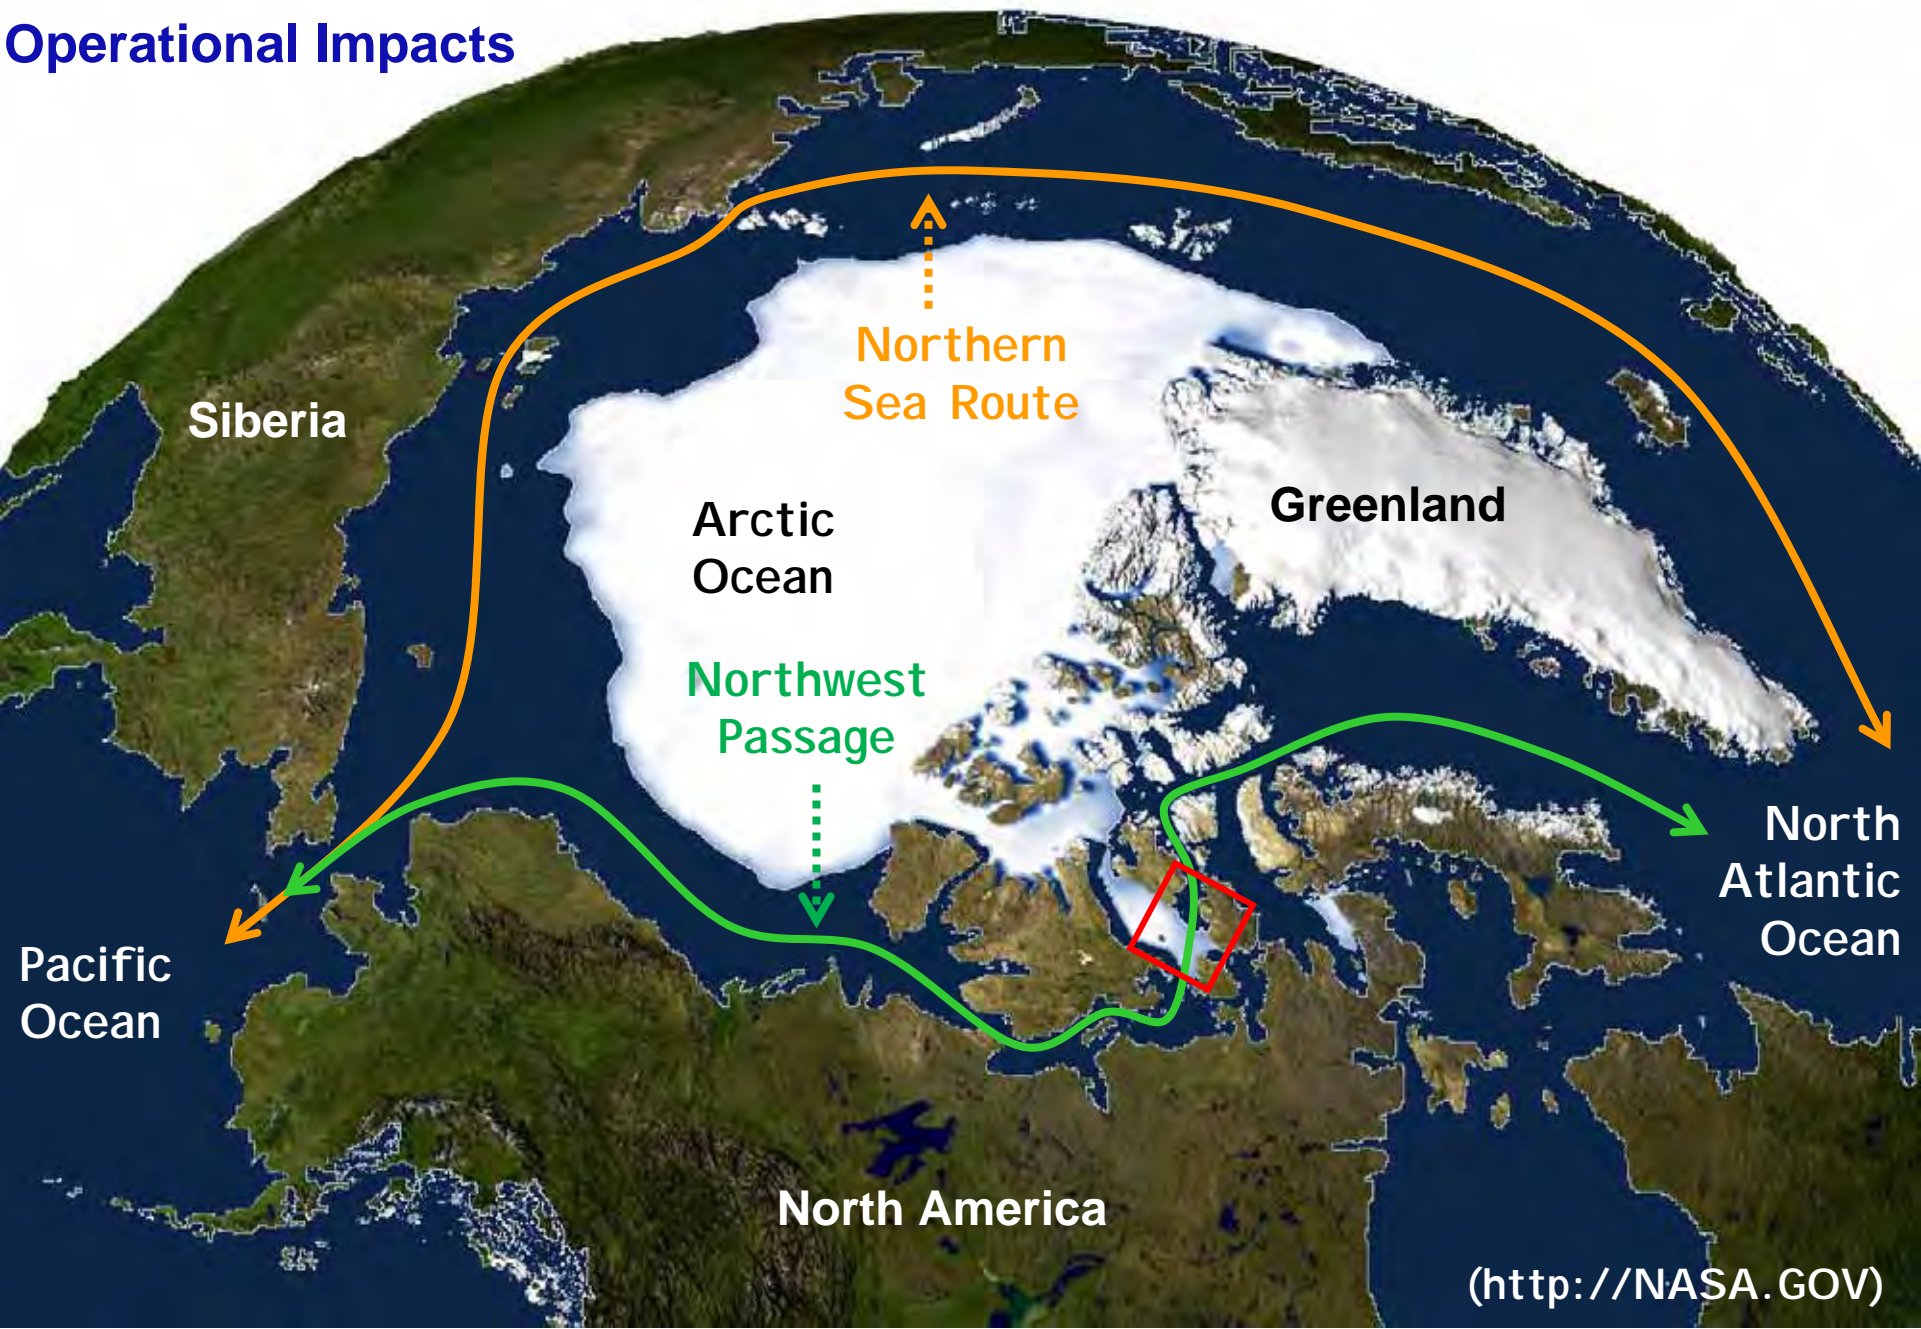 Operational Impacts
Northern
Sea Route
Siberia
Greenland
Arctic
Ocean
Northwest
Passage
North
Atlantic
Ocean
Pacific
Ocean
North America
(http://NASA.GOV)